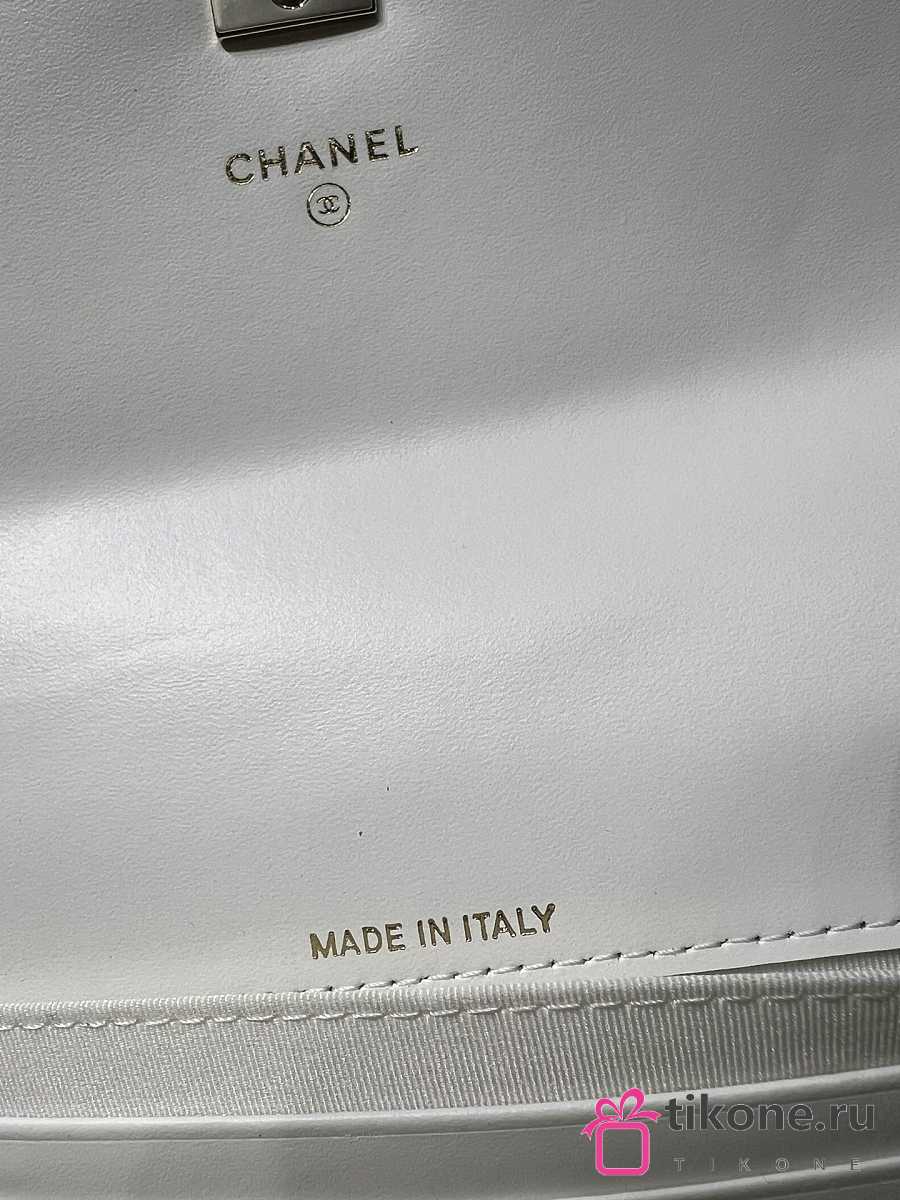 CHANEL
MADE IN ITALY
tikone.ru
TIKONE